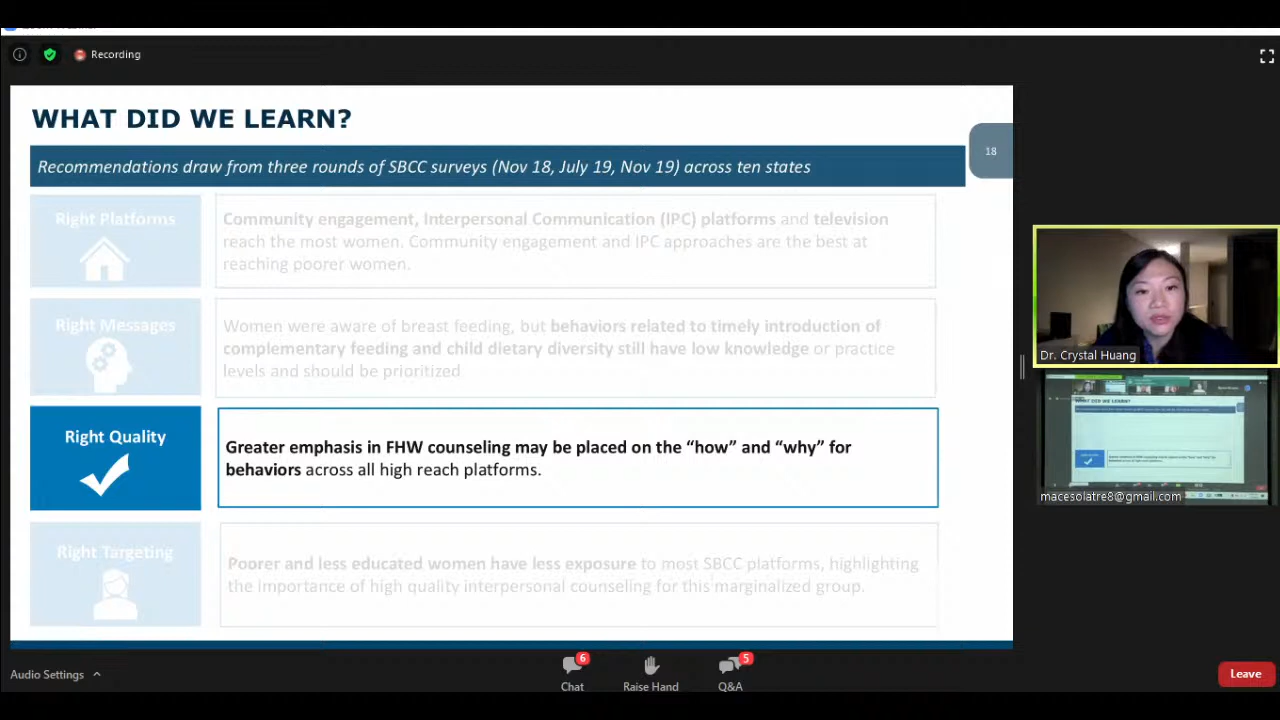 Recording
WHAT DID WE LEARN?
18
Recommendations draw from three rounds of SBCC surveys (Nov 18, July 19, Nov 19) across ten states
Right Platforms
Community engagement, Interpersonal Communication (IPC) platforms and television
reach the most women. Community engagement and IPC approaches are the best at
reaching poorer women.
Right Messages
Women were aware of breast feeding, but behaviors related to timely introduction of
complementary feeding and child dietary diversity still have low knowledge or practice
levels and should be prioritized
Right Quality
Greater emphasis in FHW counseling may be placed on the “how” and “why” for
behaviors across all high reach platforms.
Right Targeting
Poorer and less educated women have less exposure to most SBCC platforms, highlighting
the importance of high quality interpersonal counseling for this marginalized group.
Dr. Crystal Huang
WHAT DID WE LEARN?
macesolatre8@gmail.com
Audio Settings
6
Chat
Raise Hand
5
Q&A
Leave